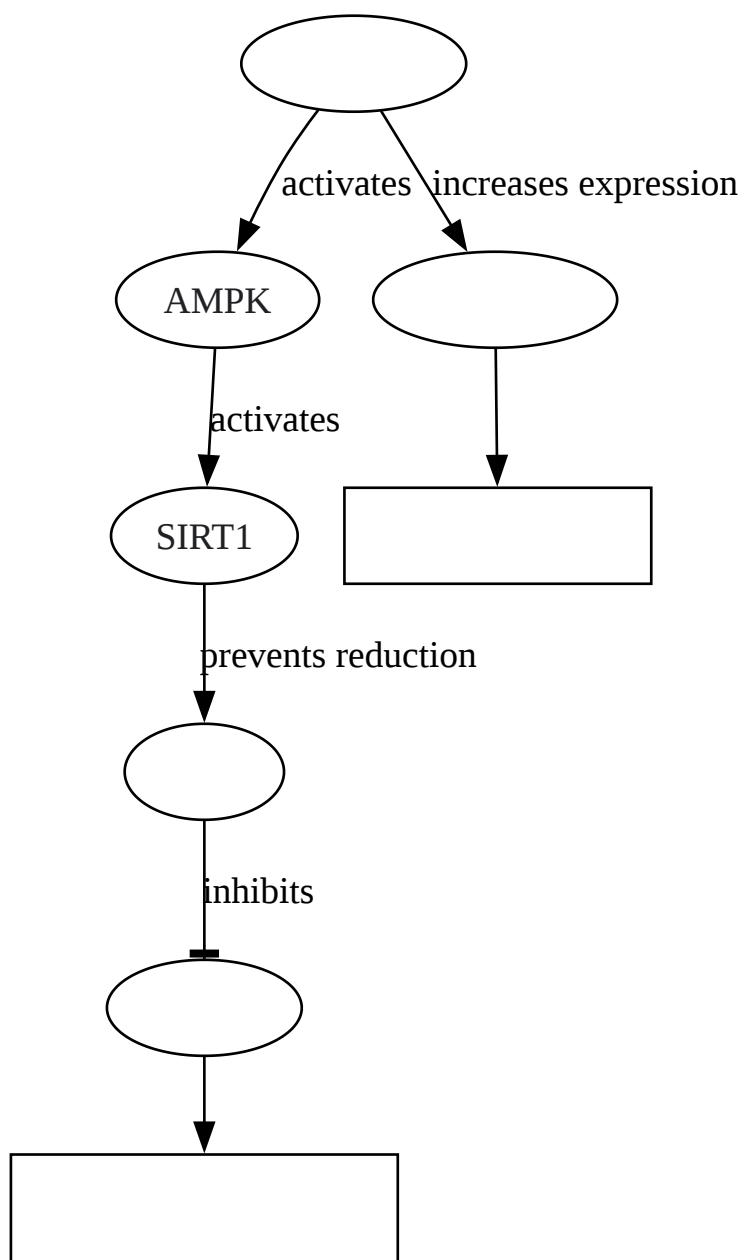 activates
increases expression
AMPK
activates
SIRT1
prevents reduction
inhibits